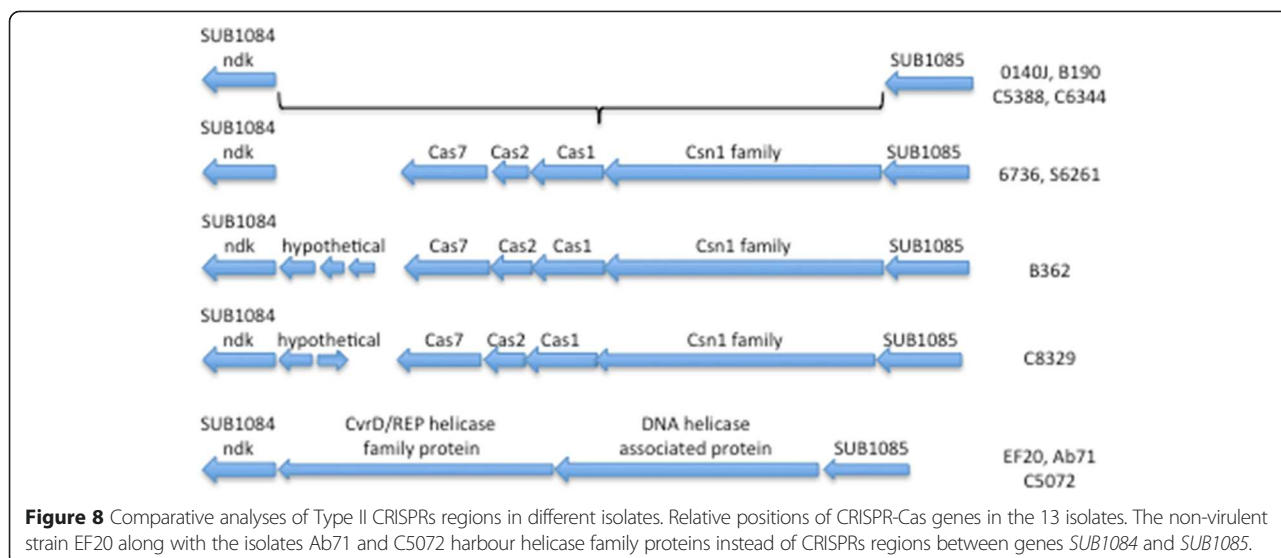 SUB1084
ndk
SUB1085
0140J, B190
C5388, C6344
SUB1084
ndk
Cas7
Cas2
Cas1
Csn1 family
SUB1085
6736, S6261
SUB1084
ndk
hypothetical
Cas7
Cas2
Cas1
Csn1 family
SUB1085
B362
SUB1084
ndk
hypothetical
Cas7
Cas2
Cas1
Csn1 family
SUB1085
C8329
SUB1084
ndk
CvrD/REP helicase
family protein
DNA helicase
associated protein
SUB1085
EF20, Ab71
C5072
Figure 8 Comparative analyses of Type II CRISPRs regions in different isolates. Relative positions of CRISPR-Cas genes in the 13 isolates. The non-virulent
strain EF20 along with the isolates Ab71 and C5072 harbour helicase family proteins instead of CRISPRs regions between genes SUB1084 and SUB1085.